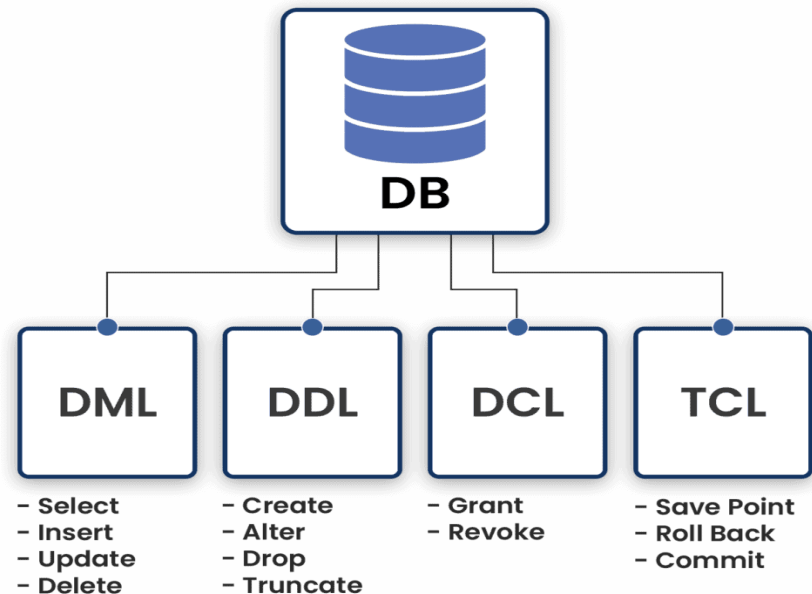 DB
DML
DDL
DCL
TCL
- Select
- Insert
- Update
- Delete
- Create
- Alter
- Drop
- Truncate
- Grant
- Revoke
- Save Point
- Roll Back
- Commit